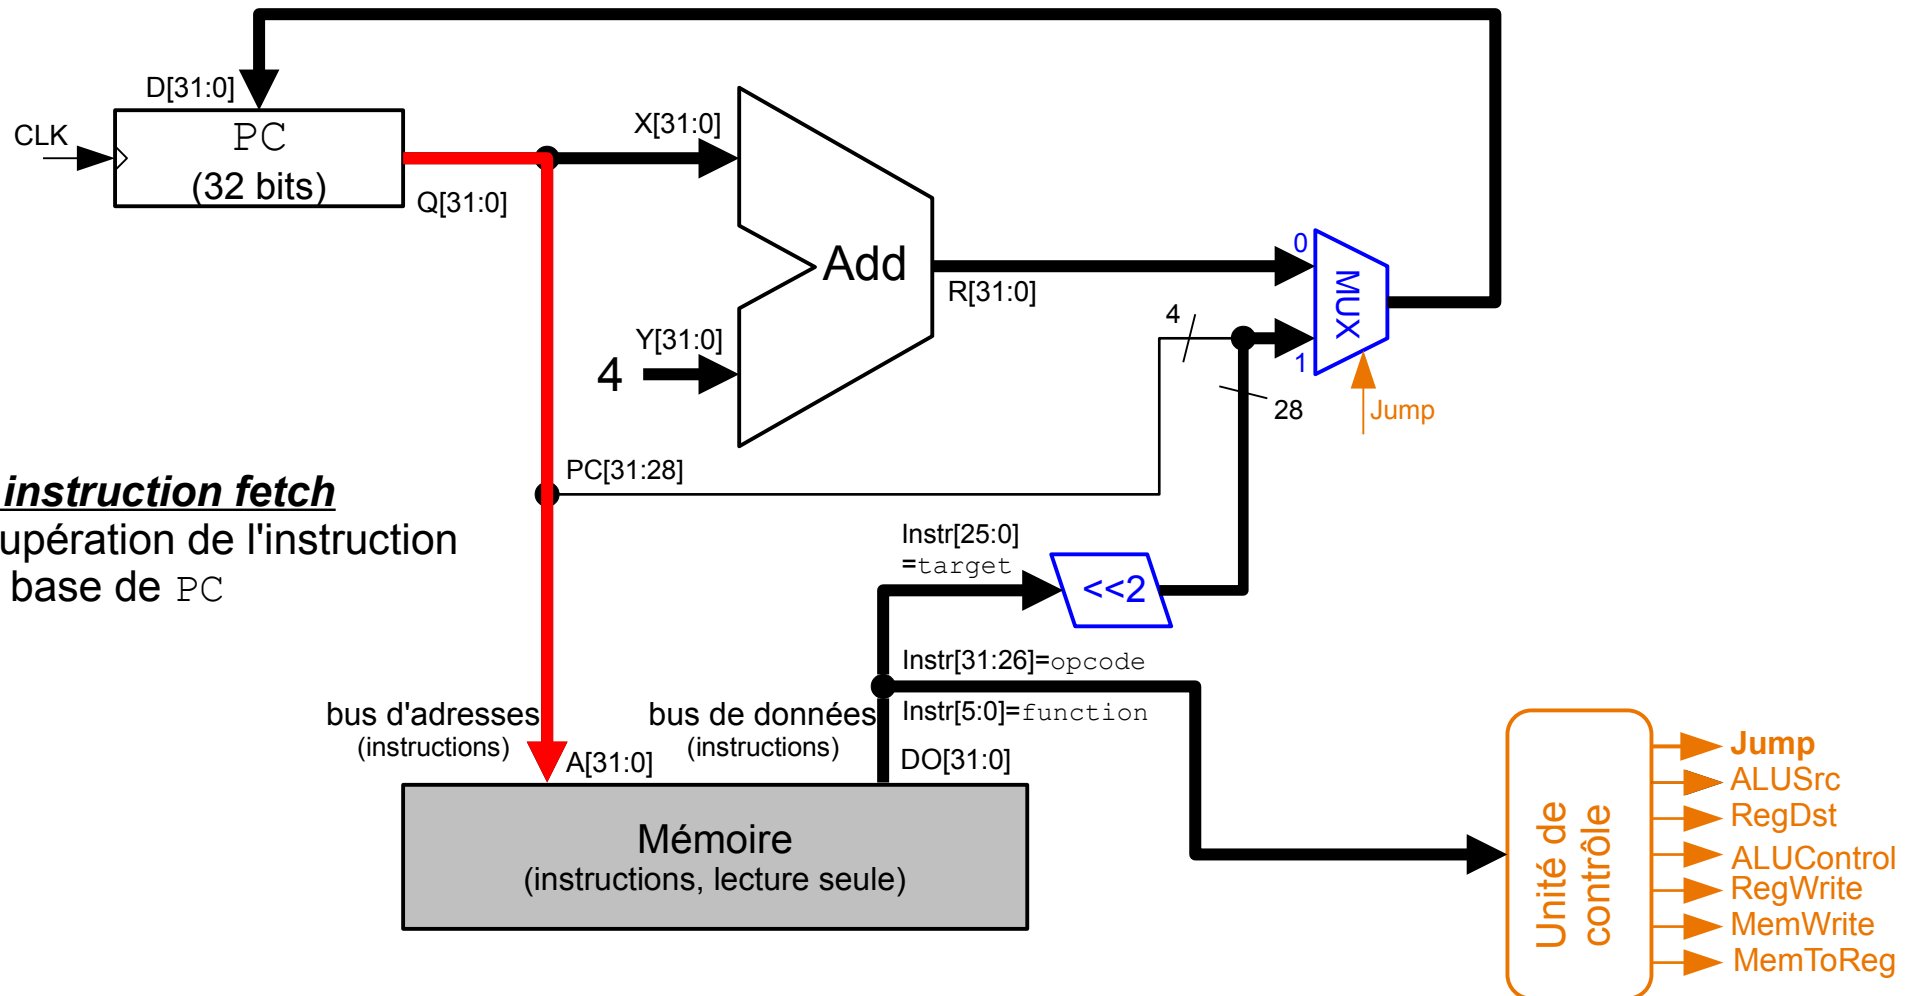 D[31:0]
CLK
PC
(32 bits)
Q[31:0]
X[31:0]
Add
R[31:0]
Y[31:0]
4
0
MUX
1
4
28
Jump
PC[31:28]
instruction fetch
upération de l'instruction
base de PC
Instr[25:0]
=target
<<2
Instr[31:26]=opcode
Instr[5:0]=function
bus d'adresses
(instructions)
A[31:0]
bus de données
(instructions)
DO[31:0]
Mémoire
(instructions, lecture seule)
Unité de
contrôle
Jump
ALUSrc
RegDst
ALUControl
RegWrite
MemWrite
MemToReg